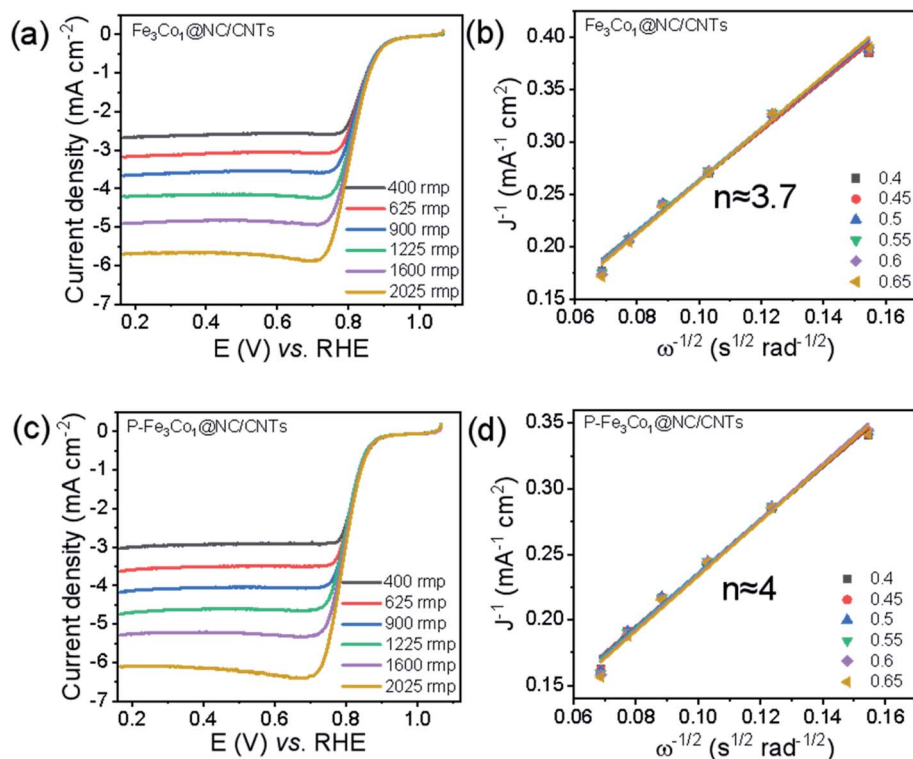 (a)
Fe₃Co₁@NC/CNTs
Current density (mA cm⁻²)
0
-1
-2
-3
-4
-5
-6
-7
400 rmp
625 rmp
900 rmp
1225 rmp
1600 rmp
2025 rmp
0.2 0.4 0.6 0.8 1.0
E (V) vs. RHE
(b)
Fe₃Co₁@NC/CNTs
J⁻¹ (mA⁻¹ cm²)
0.40
0.35
0.30
0.25
0.20
0.15
n≈3.7
0.4
0.45
0.5
0.55
0.6
0.65
0.06 0.08 0.10 0.12 0.14 0.16
ω⁻¹/² (s¹/² rad⁻¹/²)
(c)
P-Fe₃Co₁@NC/CNTs
Current density (mA cm⁻²)
0
-1
-2
-3
-4
-5
-6
-7
400 rmp
625 rmp
900 rmp
1225 rmp
1600 rmp
2025 rmp
0.2 0.4 0.6 0.8 1.0
E (V) vs. RHE
(d)
P-Fe₃Co₁@NC/CNTs
J⁻¹ (mA⁻¹ cm²)
0.35
0.30
0.25
0.20
0.15
n≈4
0.4
0.45
0.5
0.55
0.6
0.65
0.06 0.08 0.10 0.12 0.14 0.16
ω⁻¹/² (s¹/² rad⁻¹/²)